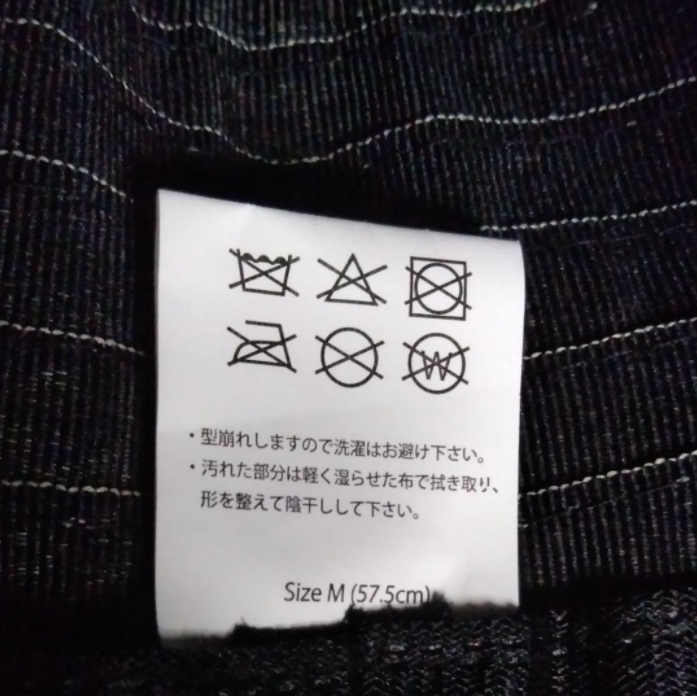 W
・型崩れしますので洗濯はお避け下さい。
・汚れた部分は軽く湿らせた布で拭き取り、
形を整えて陰干しして下さい。
Size M (57.5cm)